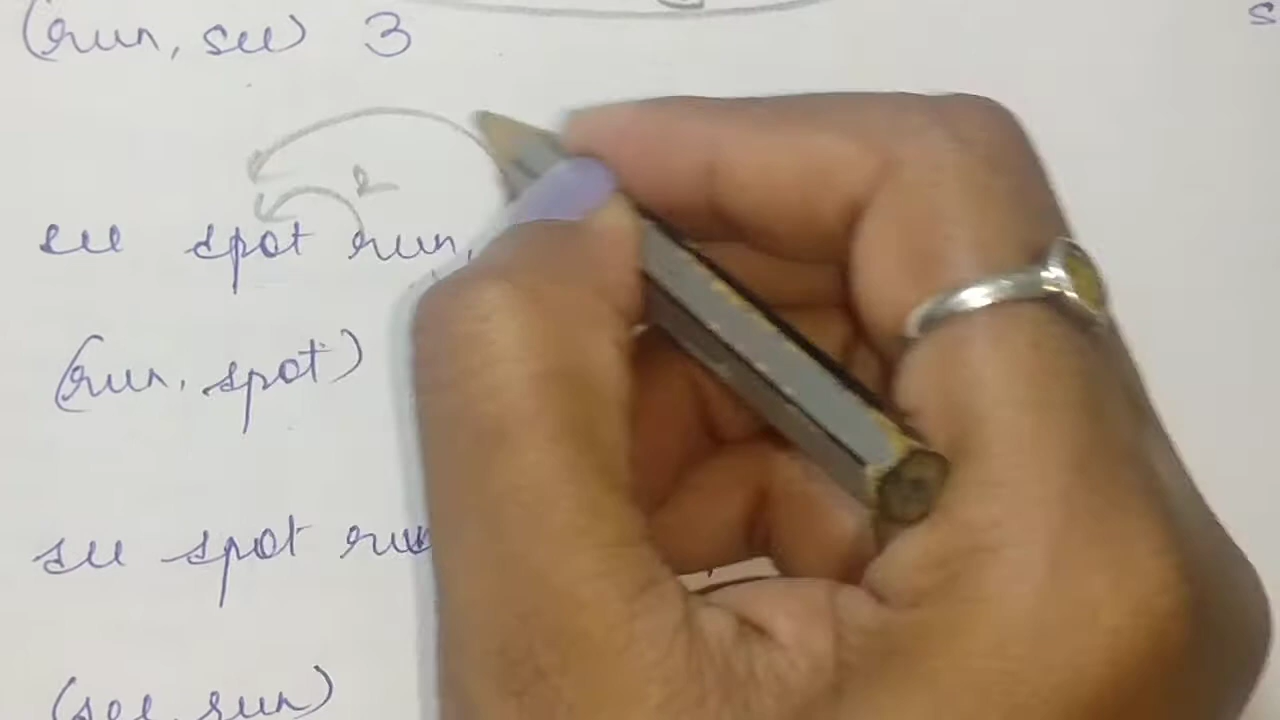 (run, see) 3
2
see spot run,
(run, spot)
see spot run
(see, run)